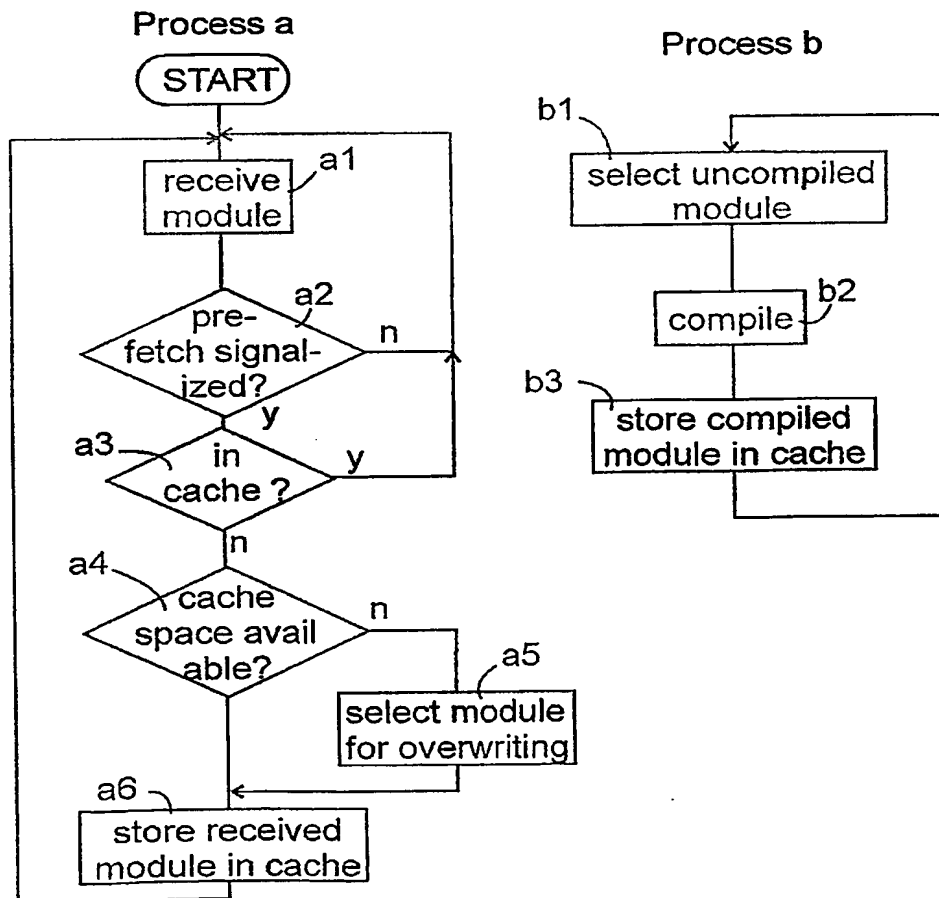 Process a
START
a1
receive
module
a2
pre-
fetch signal-
ized?
n
y
a3
in
cache ?
y
n
a4
cache
space avail
able?
n
a5
select module
for overwriting
a6
store received
module in cache
Process b
b1
select uncompiled
module
b2
compile
b3
store compiled
module in cache